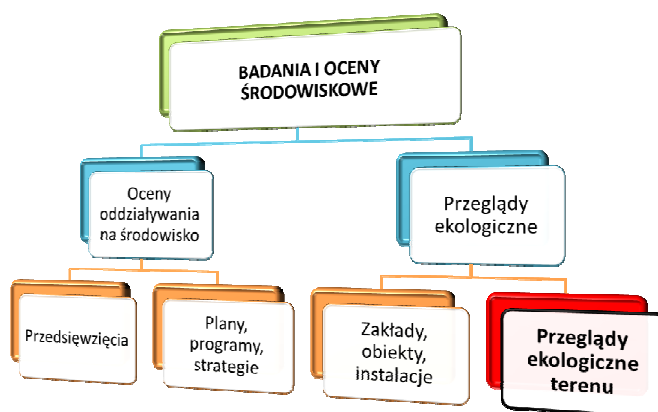 BADANIA I OCENY
ŚRODOWISKOWE
Oceny
oddziaływania
na środowisko
Przeglądy
ekologiczne
Przedsięwzięcia
Plany,
programy,
strategie
Zakłady,
obiekty,
instalacje
Przeglądy
ekologiczne
terenu